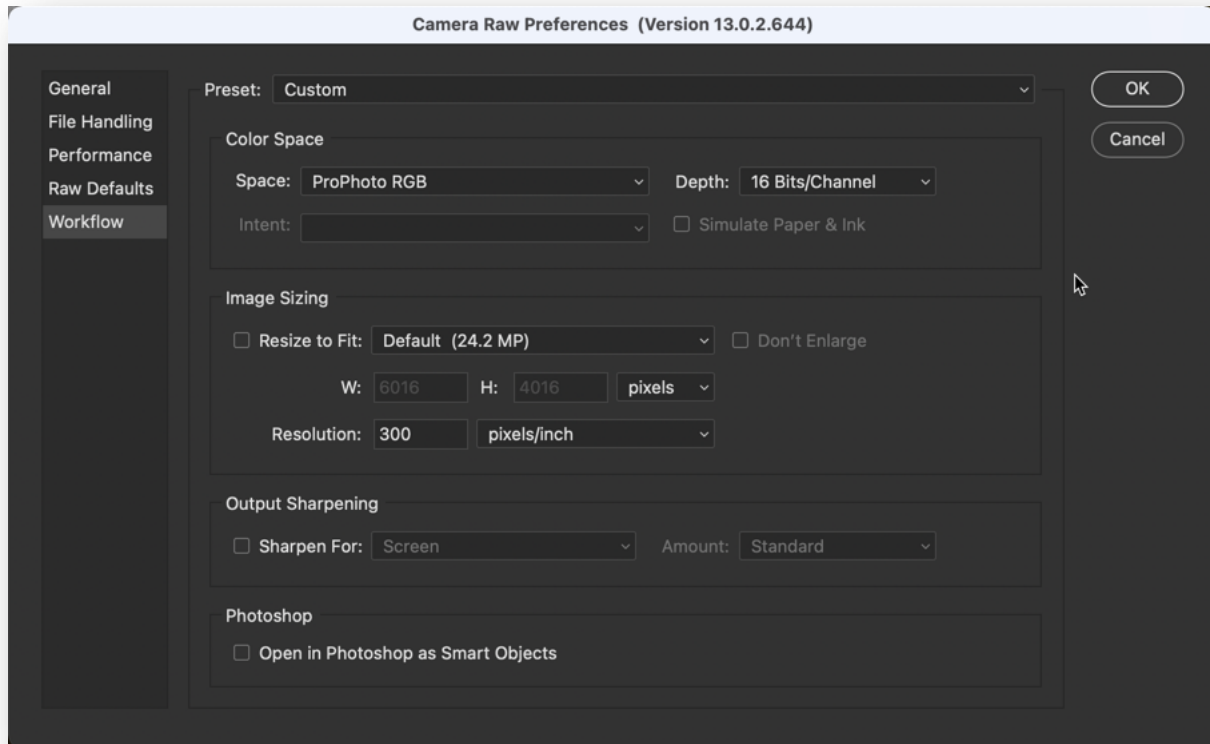 Camera Raw Preferences (Version 13.0.2.644)
General
File Handling
Performance
Raw Defaults
Workflow
Preset: Custom
OK
Cancel
Color Space
Space: ProPhoto RGB Depth: 16 Bits/Channel
Intent: Simulate Paper & Ink
Image Sizing
Resize to Fit: Default (24.2 MP) Don't Enlarge
W: 6016 H: 4016 pixels
Resolution: 300 pixels/inch
Output Sharpening
Sharpen For: Screen Amount: Standard
Photoshop
Open in Photoshop as Smart Objects